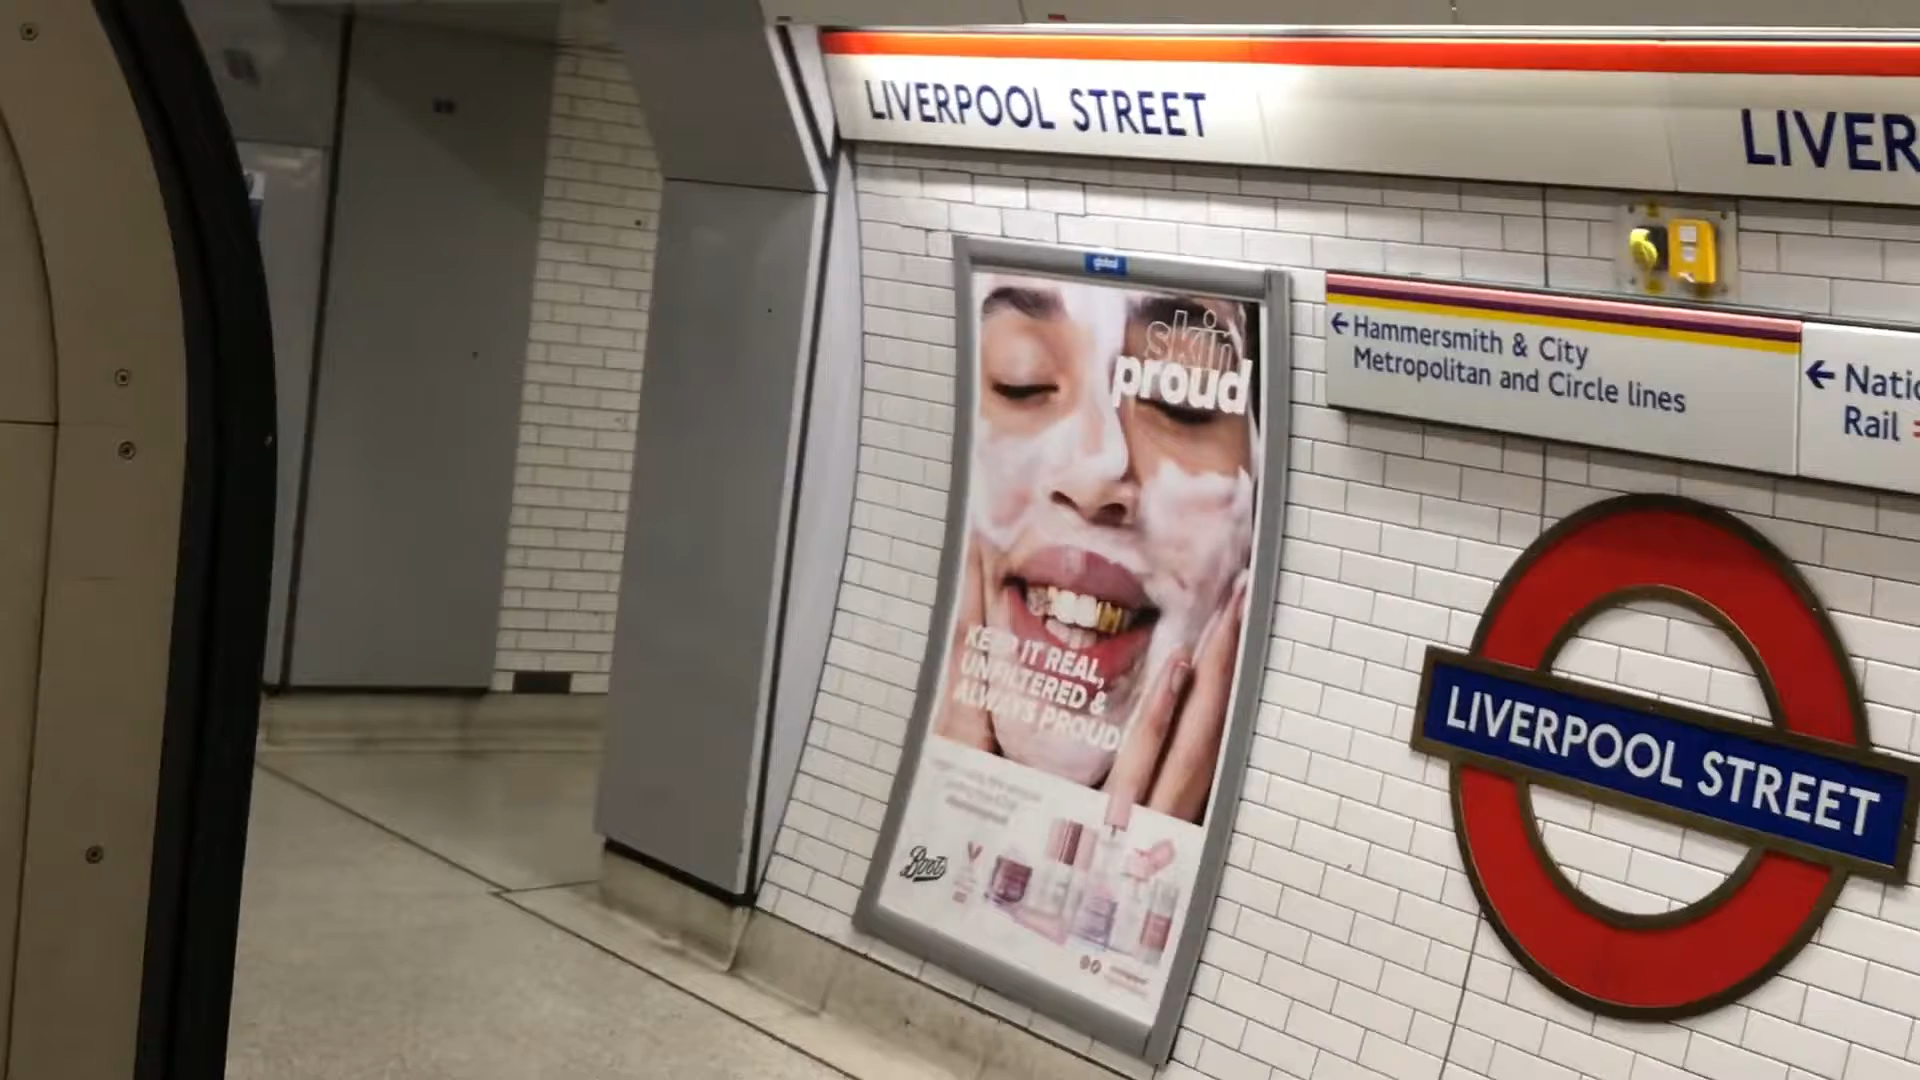 LIVERPOOL STREET
LIVER
global
skin
proud
← Hammersmith & City
Metropolitan and Circle lines
← Natio
Rail
LIVERPOOL STREET
KEEP IT REAL,
UNFILTERED &
ALWAYS PROUD!
Boots